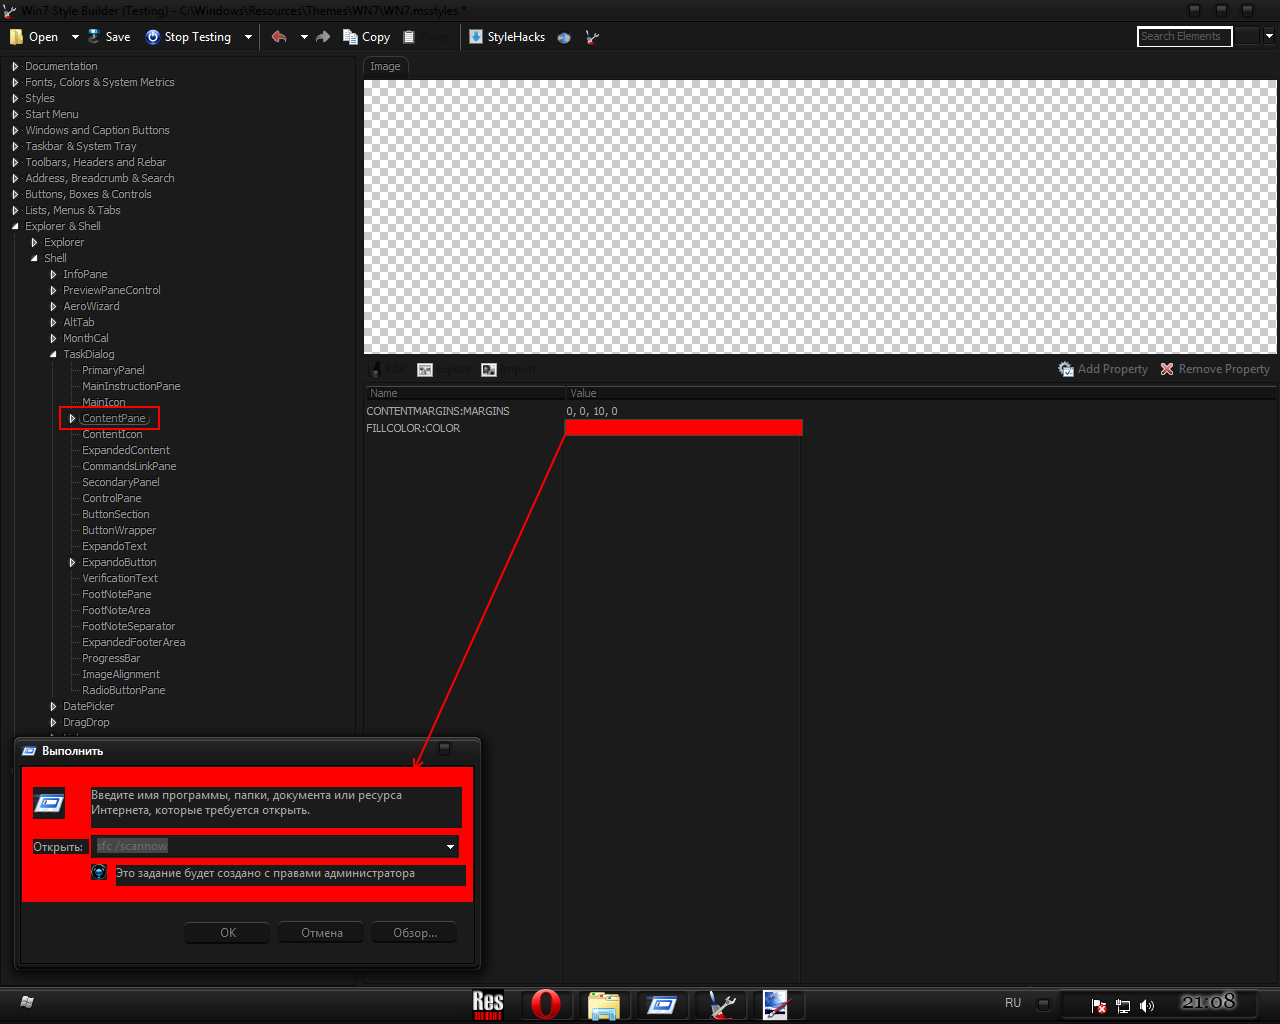 Win7 Style Builder (Testing) - C:\Windows\Resources\Themes\WN7\WN7.msstyles *
Open Save Stop Testing Copy Paste StyleHacks Search Elements
Documentation
Fonts, Colors & System Metrics
Styles
Start Menu
Windows and Caption Buttons
Taskbar & System Tray
Toolbars, Headers and Rebar
Address, Breadcrumb & Search
Buttons, Boxes & Controls
Lists, Menus & Tabs
Explorer & Shell
Explorer
Shell
InfoPane
PreviewPaneControl
AeroWizard
AltTab
MonthCal
TaskDialog
PrimaryPanel
MainInstructionPane
MainIcon
ContentPane
ContentIcon
ExpandedContent
CommandsLinkPane
SecondaryPanel
ControlPane
ButtonSection
ButtonWrapper
ExpandoText
ExpandoButton
VerificationText
FootNotePane
FootNoteArea
FootNoteSeparator
ExpandedFooterArea
ProgressBar
ImageAlignment
RadioButtonPane
DatePicker
DragDrop
Image
Edit Export Import Add Property Remove Property
Name Value
CONTENTMARGINS:MARGINS 0, 0, 10, 0
FILLCOLOR:COLOR
Выполнить
Введите имя программы, папки, документа или ресурса
Интернета, которые требуется открыть.
Открыть: sfc /scannow
Это задание будет создано с правами администратора
ОК Отмена Обзор...
Res RU 21:08